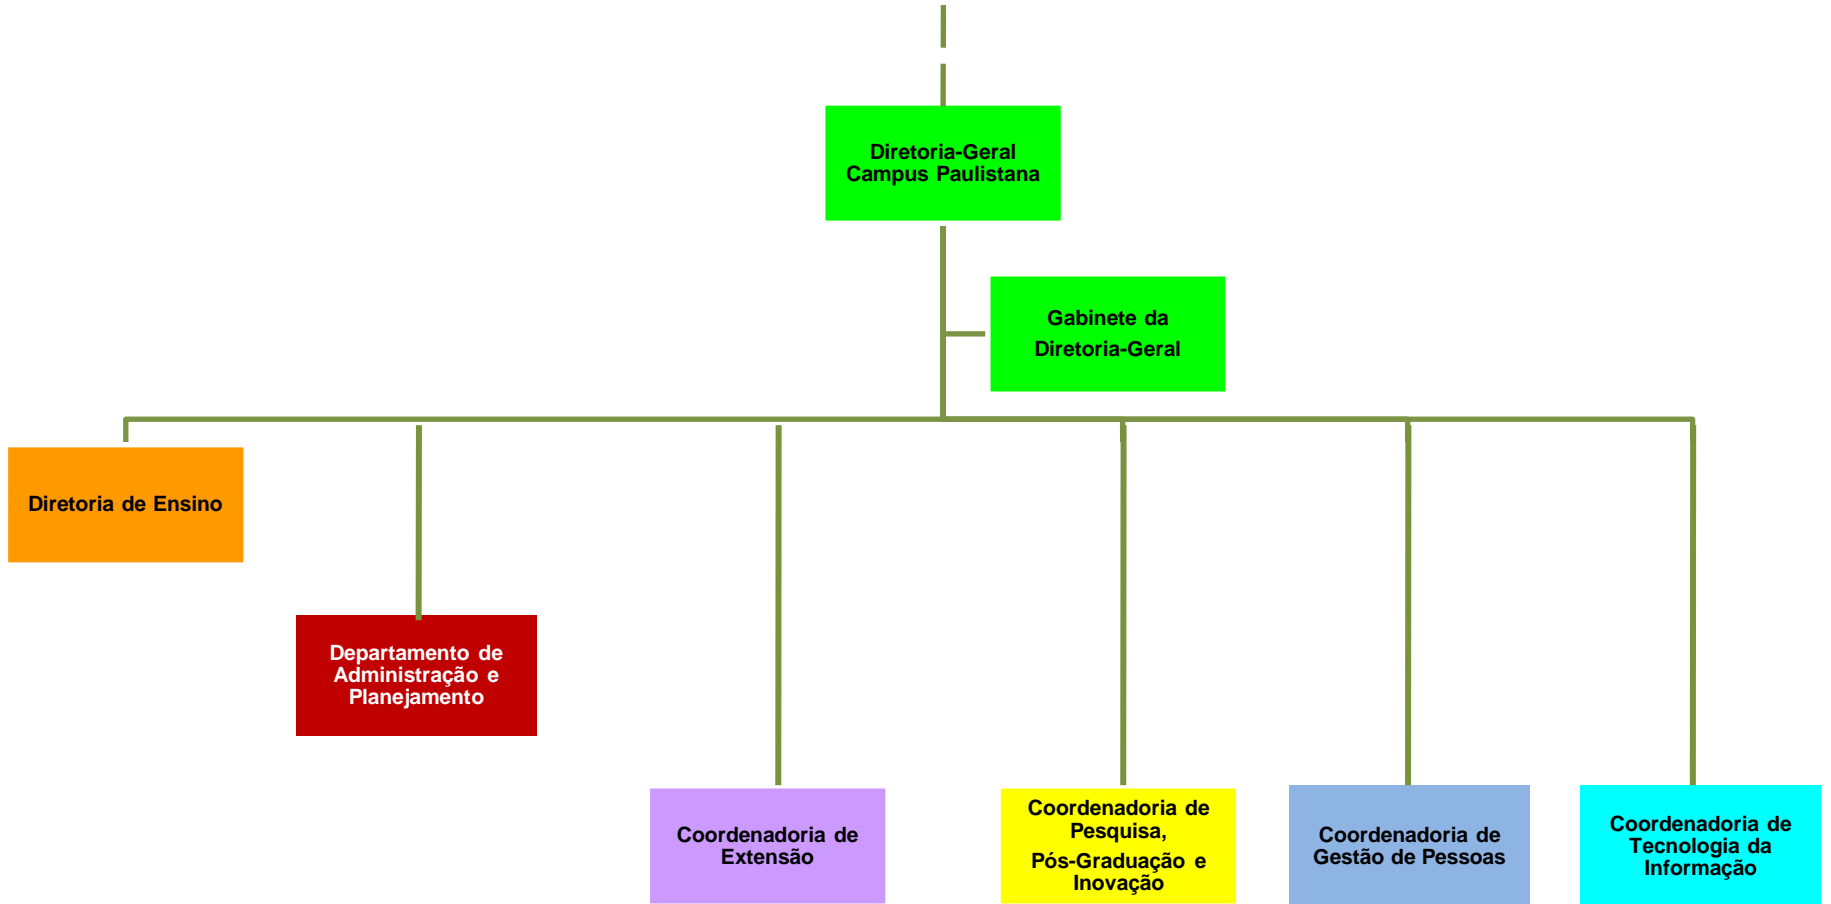 Diretoria-Geral
Campus Paulistana
Gabinete da
Diretoria-Geral
Diretoria de Ensino
Departamento de
Administração e
Planejamento
Coordenadoria de
Extensão
Coordenadoria de
Pesquisa,
Pós-Graduação e
Inovação
Coordenadoria de
Gestão de Pessoas
Coordenadoria de
Tecnologia da
Informação